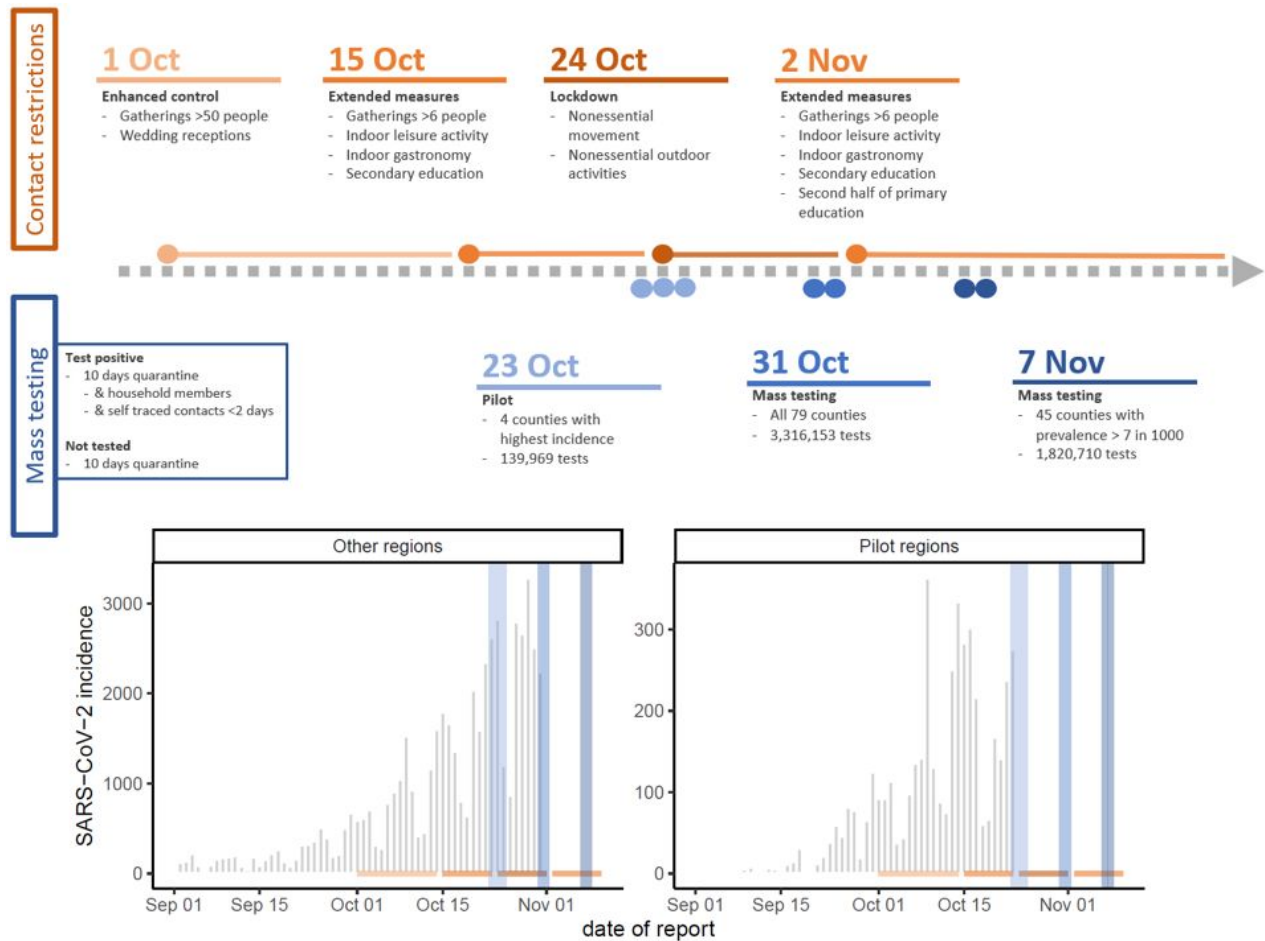 Contact restrictions
1 Oct
Enhanced control
- Gatherings >50 people
- Wedding receptions
15 Oct
Extended measures
- Gatherings >6 people
- Indoor leisure activity
- Indoor gastronomy
- Secondary education
24 Oct
Lockdown
- Nonessential
movement
- Nonessential outdoor
activities
2 Nov
Extended measures
- Gatherings >6 people
- Indoor leisure activity
- Indoor gastronomy
- Secondary education
- Second half of primary
education
Mass testing
Test positive
- 10 days quarantine
- & household members
- & self traced contacts <2 days
Not tested
- 10 days quarantine
23 Oct
Pilot
- 4 counties with
highest incidence
- 139,969 tests
31 Oct
Mass testing
- All 79 counties
- 3,316,153 tests
7 Nov
Mass testing
- 45 counties with
prevalence > 7 in 1000
- 1,820,710 tests
Other regions
SARS-CoV-2 incidence
3000
2000
1000
0
Sep 01 Sep 15 Oct 01 Oct 15 Nov 01
Pilot regions
300
200
100
0
Sep 01 Sep 15 Oct 01 Oct 15 Nov 01
date of report